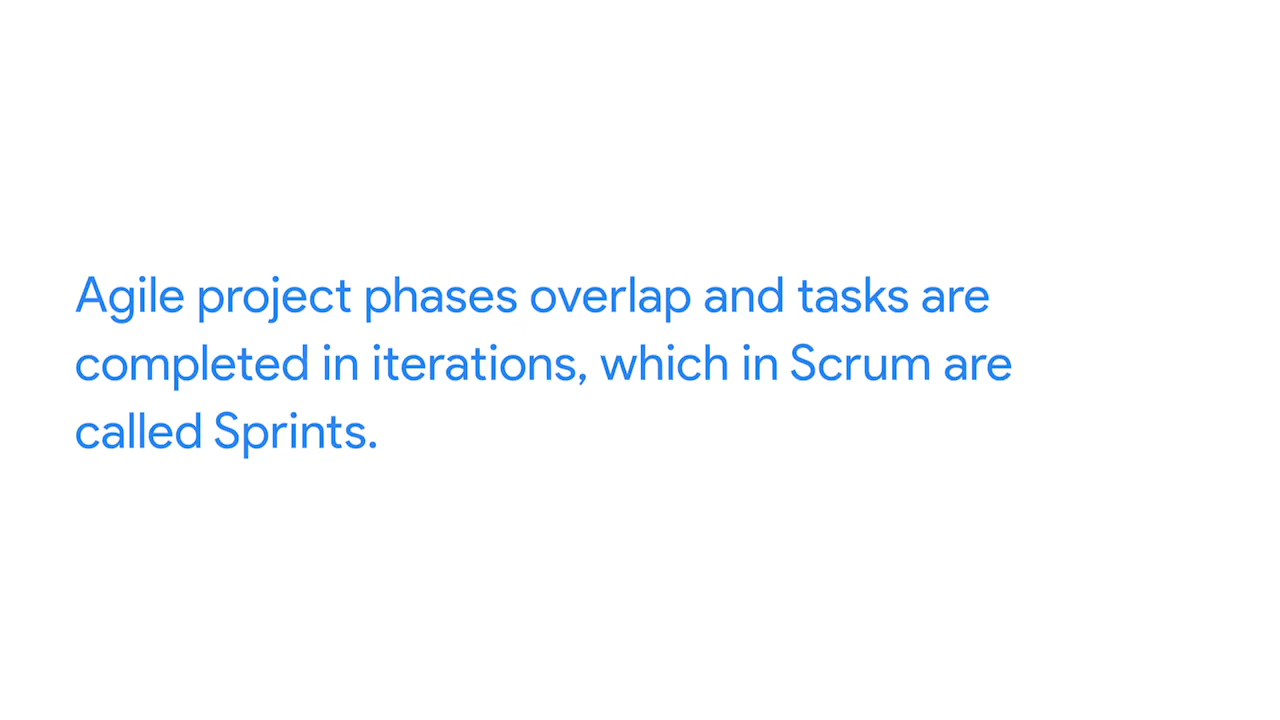 Agile project phases overlap and tasks are
completed in iterations, which in Scrum are
called Sprints.